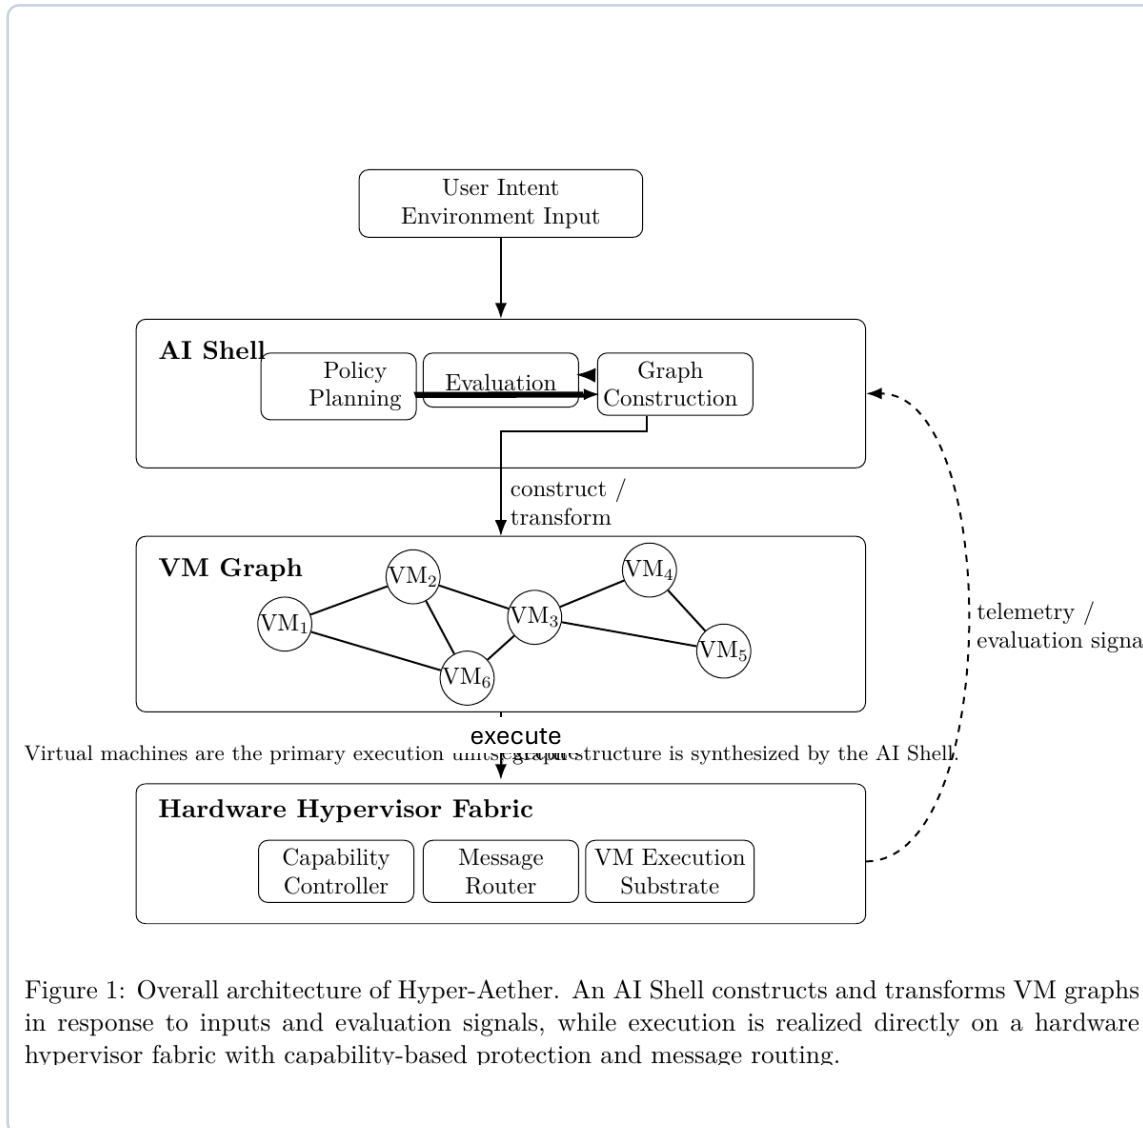 User Intent
Environment Input
AI Shell
Policy
Planning
Evaluation
Graph
Construction
construct /
transform
VM Graph
VM₁
VM₂
VM₃
VM₄
VM₅
VM₆
telemetry /
evaluation signa
execute
Virtual machines are the primary execution structure is synthesized by the AI Shell.
Hardware Hypervisor Fabric
Capability
Controller
Message
Router
VM Execution
Substrate
Figure 1: Overall architecture of Hyper-Aether. An AI Shell constructs and transforms VM graphs
in response to inputs and evaluation signals, while execution is realized directly on a hardware
hypervisor fabric with capability-based protection and message routing.